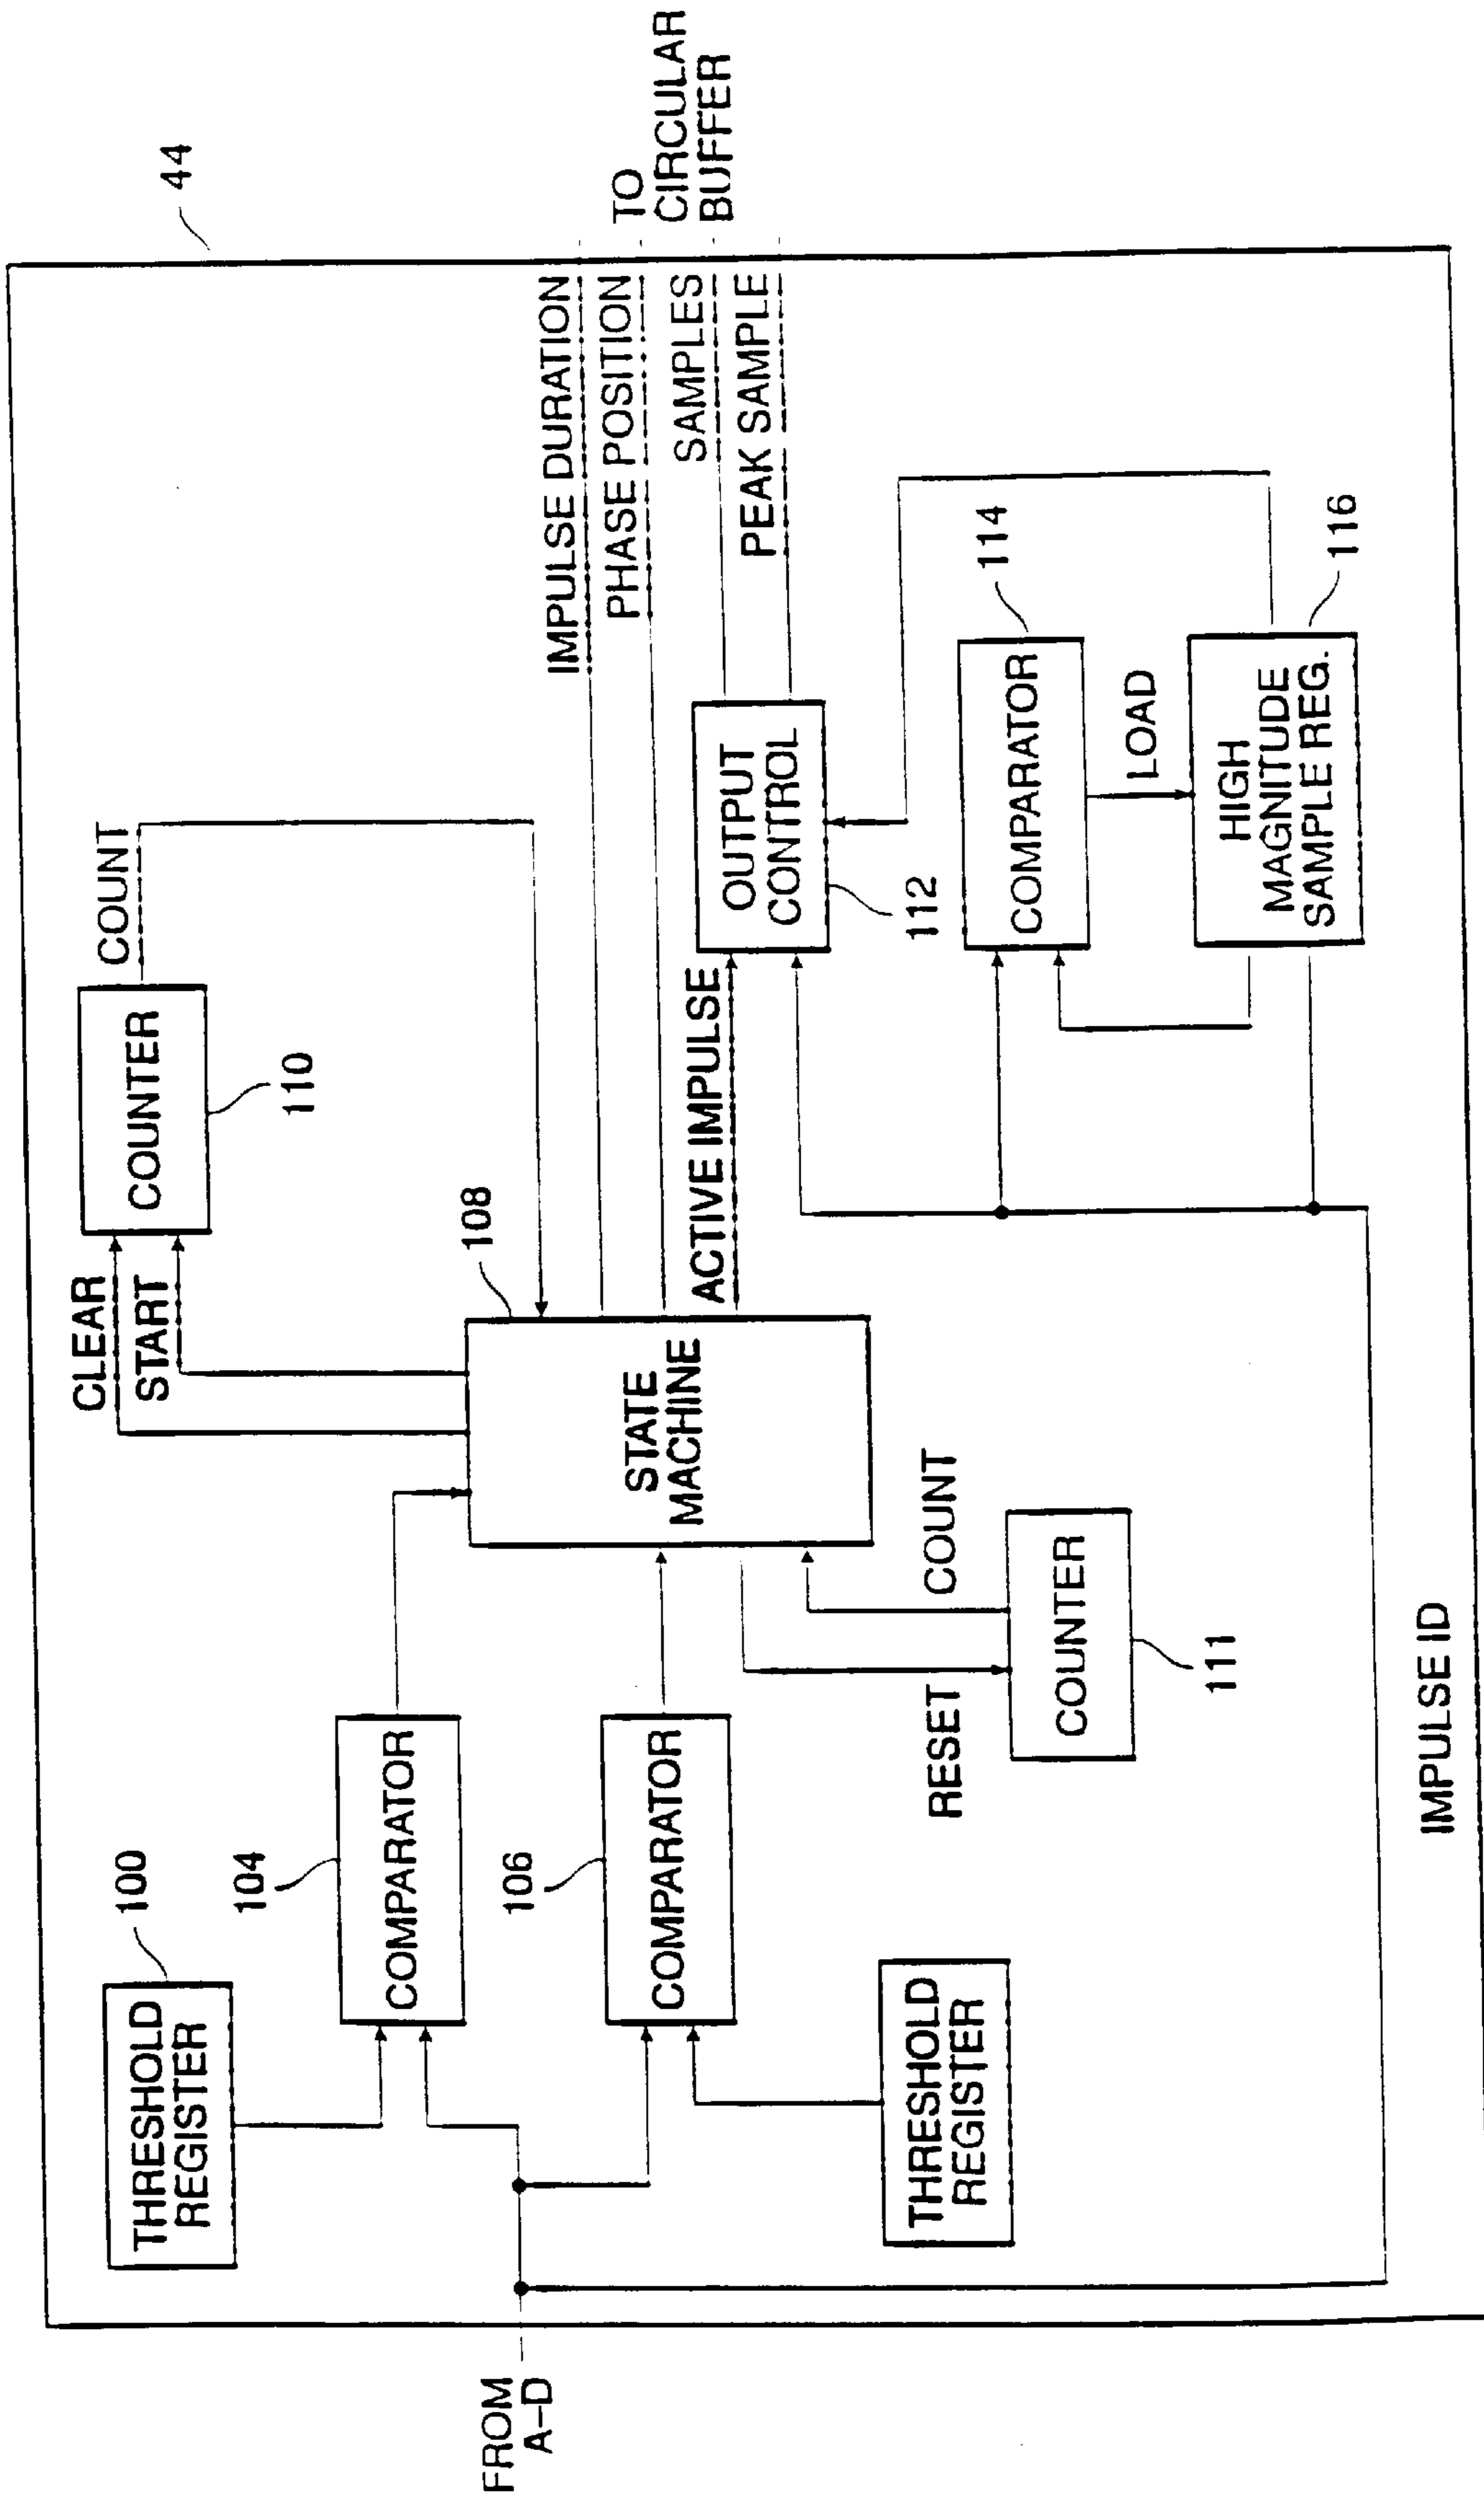 44
COUNT
COUNTER
110
CLEAR
START
100
THRESHOLD
REGISTER
104
COMPARATOR
108
STATE
MACHINE
IMPULSE DURATION
PHASE POSITION
SAMPLES
PEAK SAMPLE
TO
CIRCULAR
BUFFER
FROM
A-D
106
COMPARATOR
ACTIVE IMPULSE
OUTPUT
CONTROL
112
THRESHOLD
REGISTER
RESET
COUNT
COUNTER
111
114
COMPARATOR
LOAD
HIGH
MAGNITUDE
SAMPLE REG.
116
IMPULSE ID